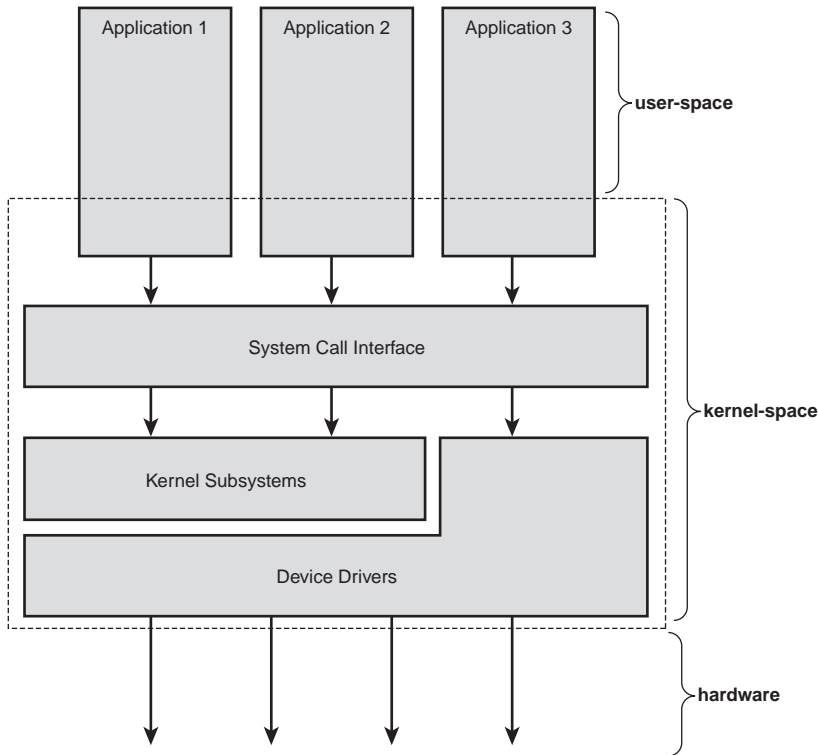 Application 1
Application 2
Application 3
user-space
System Call Interface
kernel-space
Kernel Subsystems
Device Drivers
hardware